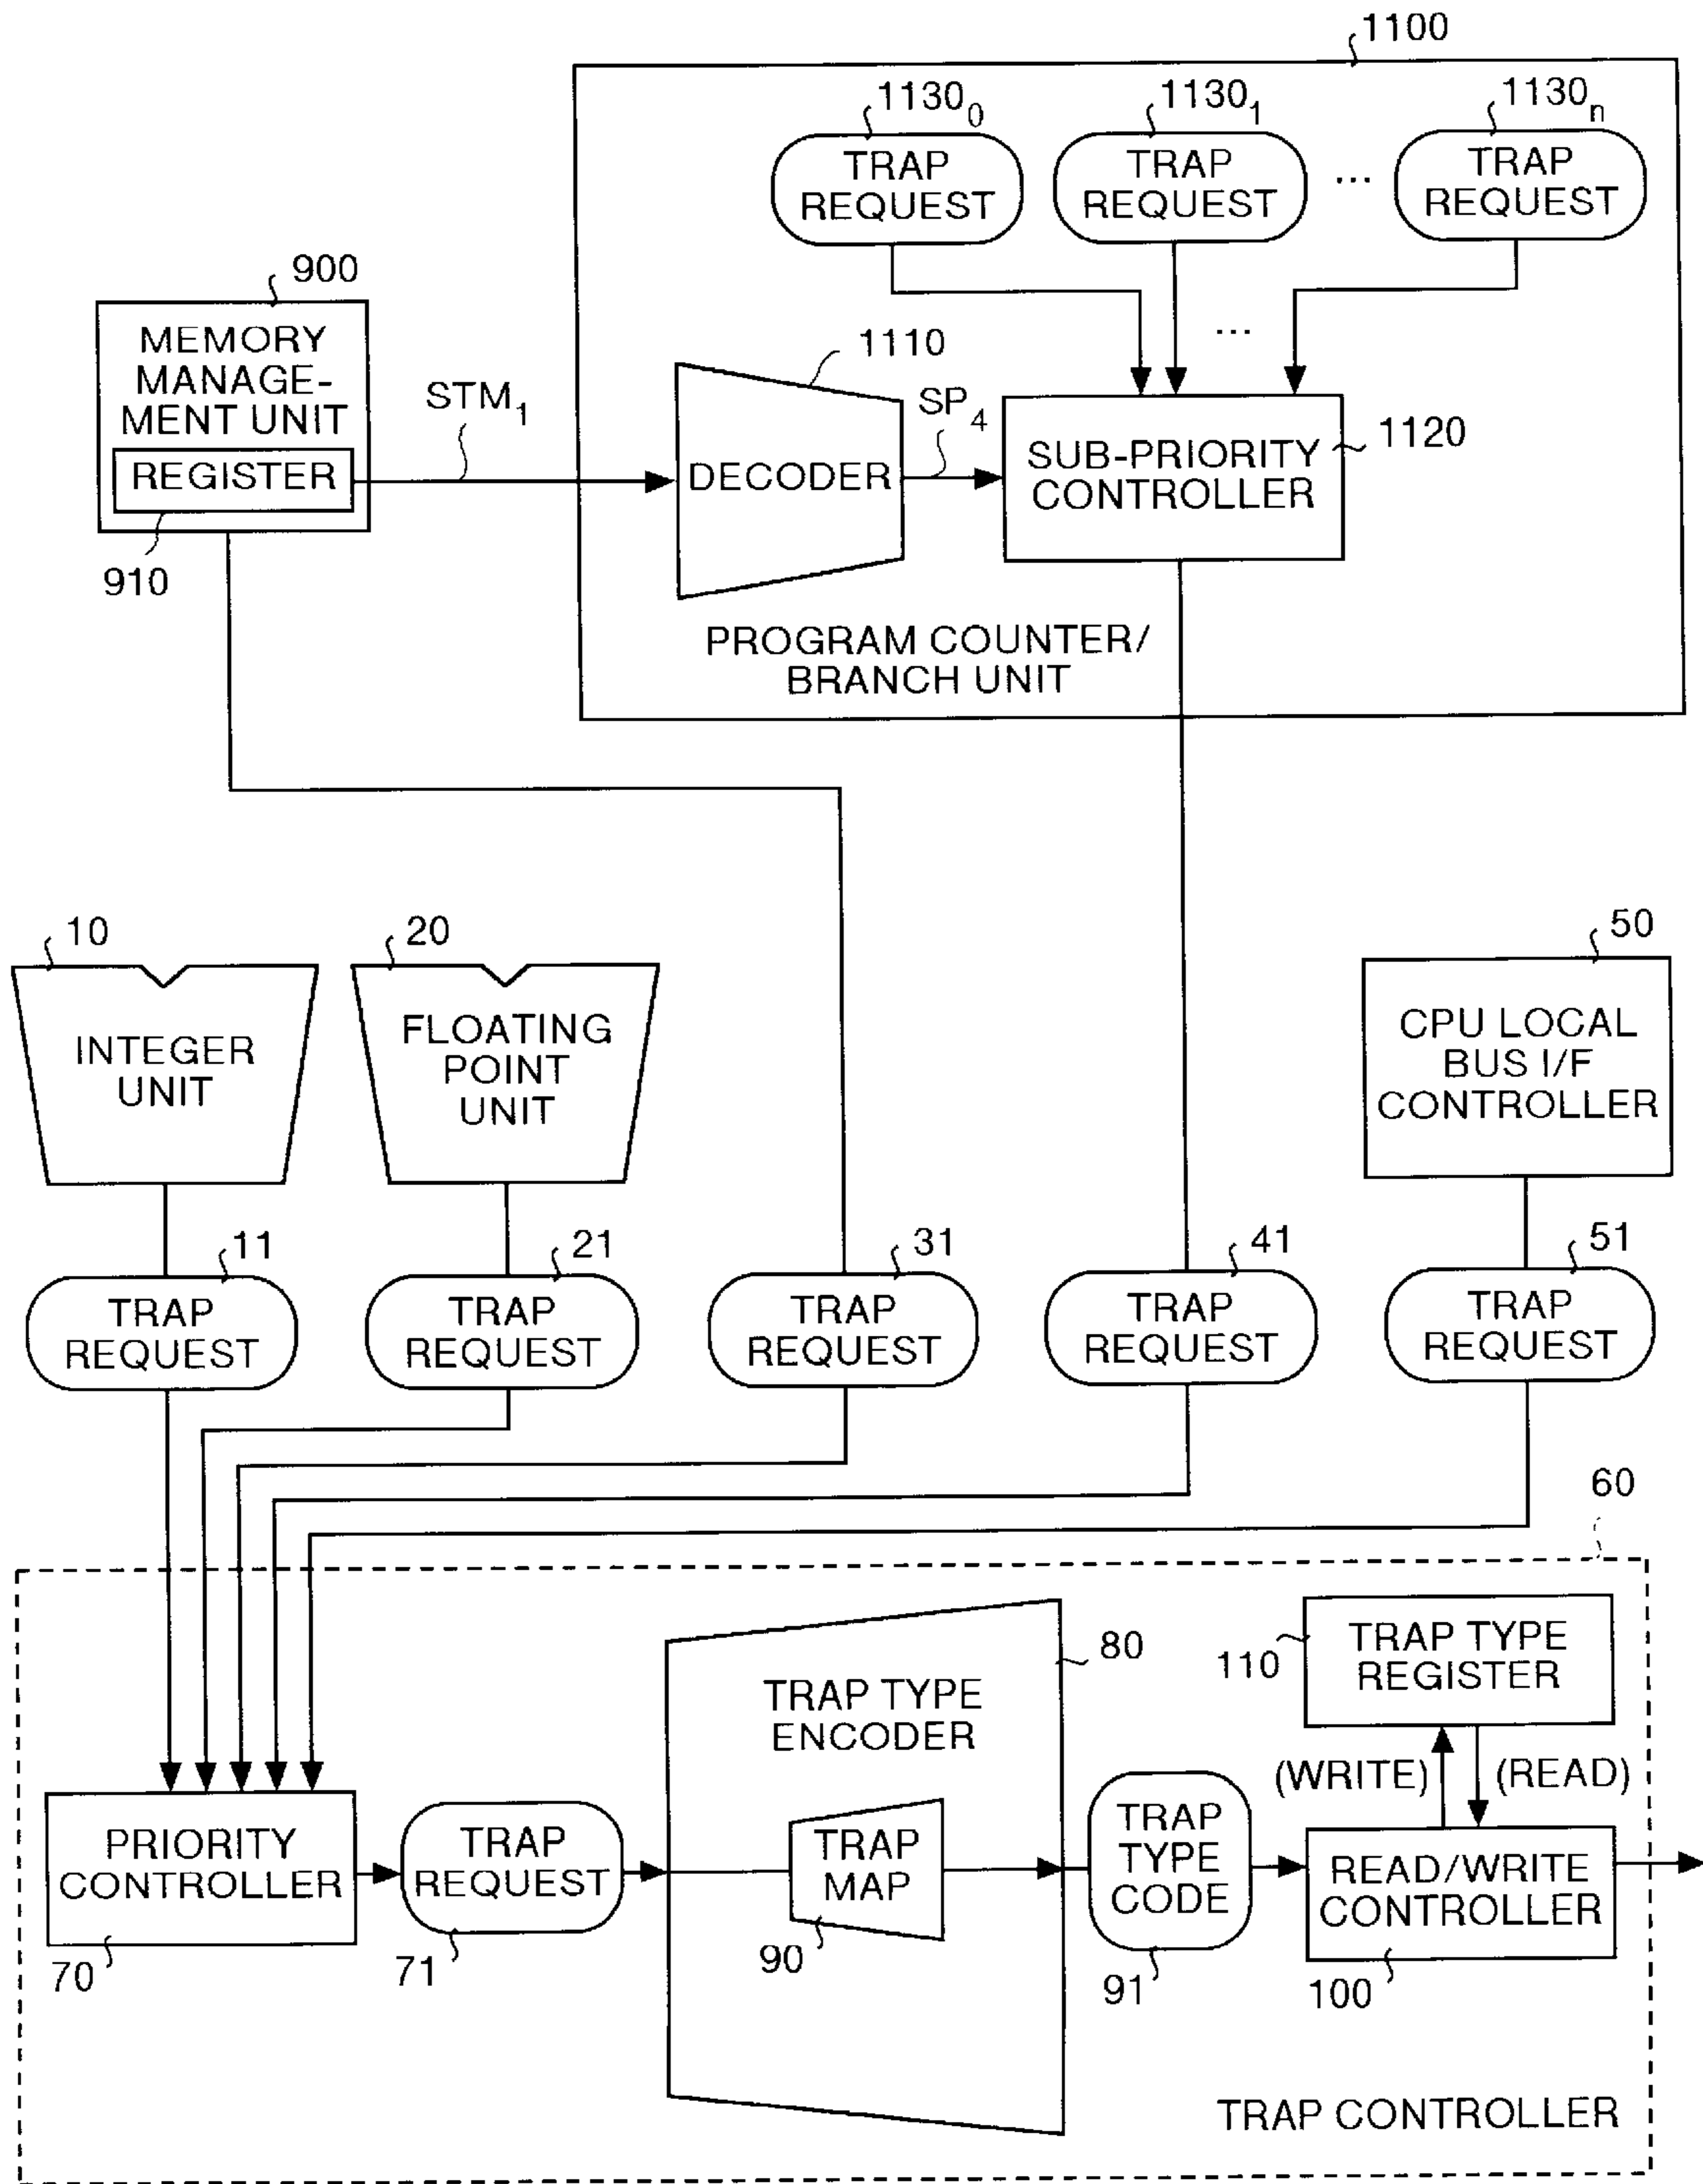 1100
1130₀
1130₁
1130ₙ
TRAP
REQUEST
TRAP
REQUEST
...
TRAP
REQUEST
900
MEMORY
MANAGE-
MENT UNIT
REGISTER
910
STM₁
1110
DECODER
SP₄
...
SUB-PRIORITY
CONTROLLER
1120
PROGRAM COUNTER/
BRANCH UNIT
10
INTEGER
UNIT
20
FLOATING
POINT
UNIT
50
CPU LOCAL
BUS I/F
CONTROLLER
11
TRAP
REQUEST
21
TRAP
REQUEST
31
TRAP
REQUEST
41
TRAP
REQUEST
51
TRAP
REQUEST
60
PRIORITY
CONTROLLER
70
TRAP
REQUEST
71
80
TRAP TYPE
ENCODER
TRAP
MAP
90
TRAP
TYPE
CODE
91
110
TRAP TYPE
REGISTER
(WRITE)
(READ)
READ/WRITE
CONTROLLER
100
TRAP CONTROLLER